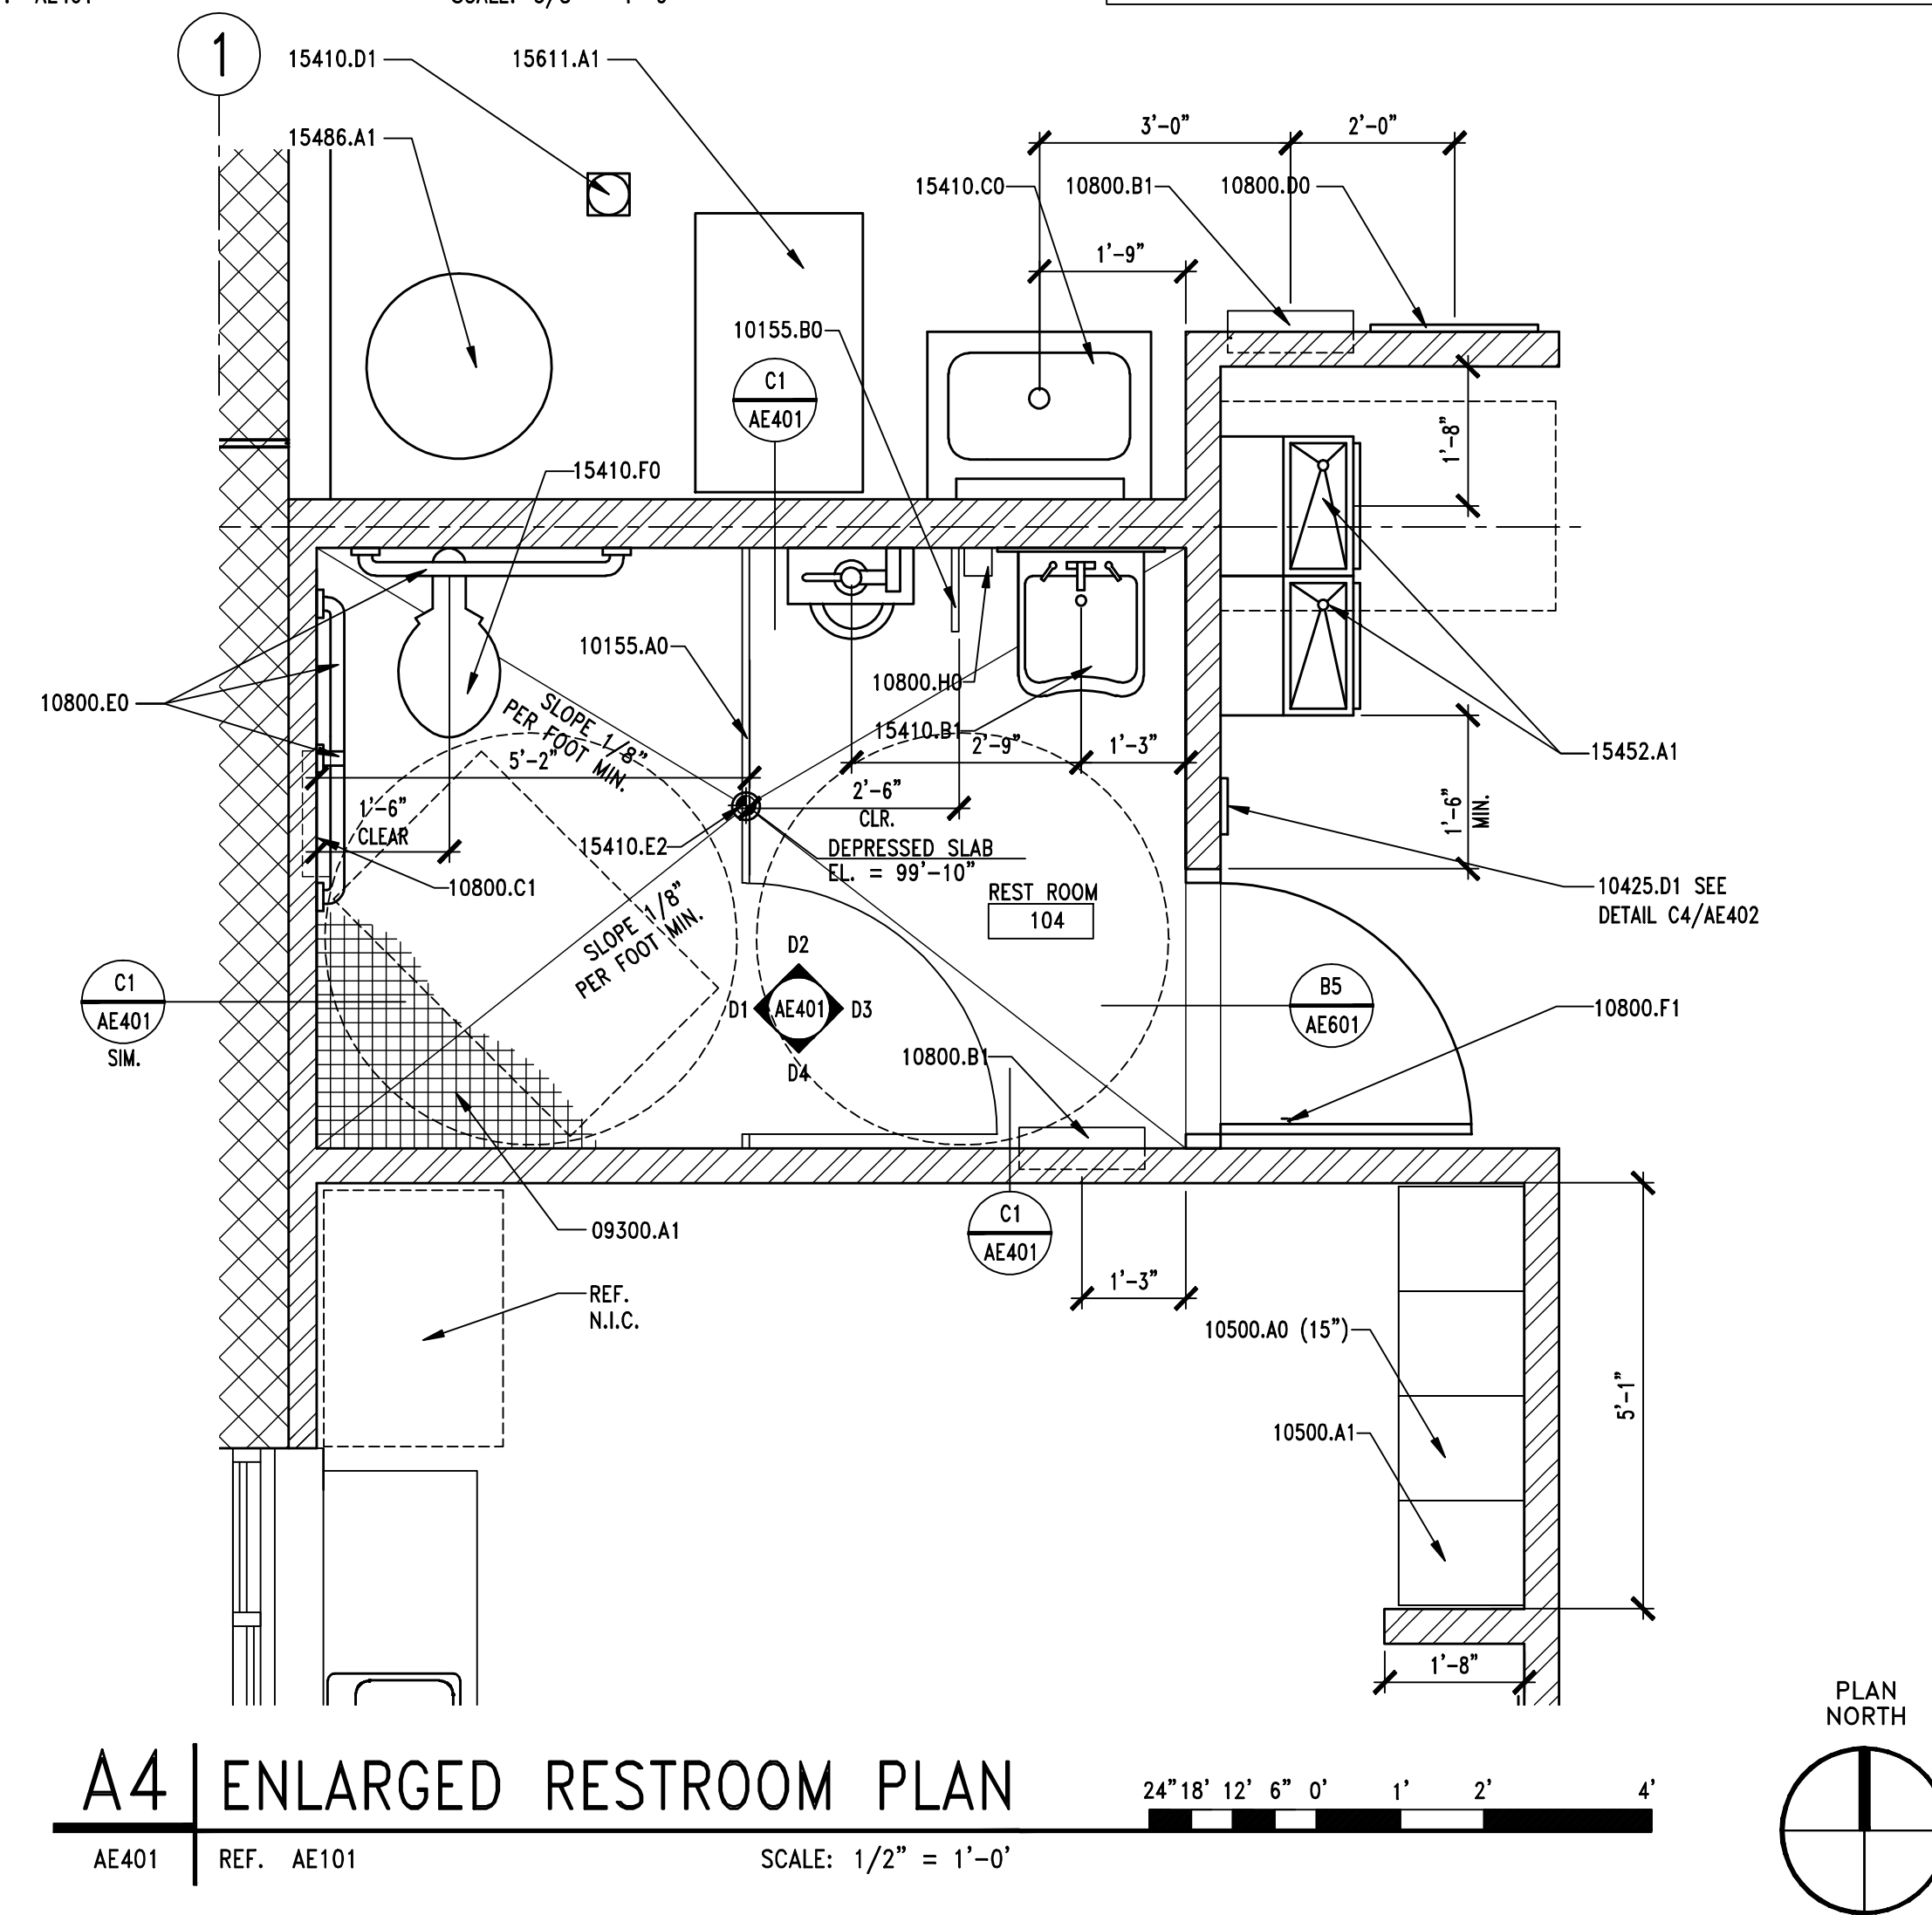 1
15410.D1
15611.A1
15486.A1
3'-0"
2'-0"
15410.C0
10800.B1
10800.D0
1'-9"
10155.B0
C1
AE401
1'-8"
15410.F0
10155.A0
10800.H0
10800.E0
15410.B1
SLOPE 1/8"
PER FOOT MIN.
5'-2"
2'-9"
1'-3"
15452.A1
1'-6"
CLEAR
2'-6"
CLR.
1'-6"
MIN.
15410.E2
DEPRESSED SLAB
EL. = 99'-10"
10800.C1
REST ROOM
104
10425.D1 SEE
DETAIL C4/AE402
SLOPE 1/8"
PER FOOT MIN.
D2
D1
AE401
D3
D4
C1
AE401
SIM.
B5
AE601
10800.F1
10800.B1
09300.A1
C1
AE401
REF.
N.I.C.
1'-3"
10500.A0 (15")
10500.A1
5'-1"
1'-8"
PLAN
NORTH
A4 ENLARGED RESTROOM PLAN
24" 18' 12' 6" 0' 1' 2' 4'
AE401 REF. AE101 SCALE: 1/2" = 1'-0'